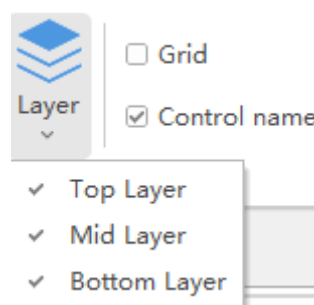 Layer
Grid
Control name
Top Layer
Mid Layer
Bottom Layer